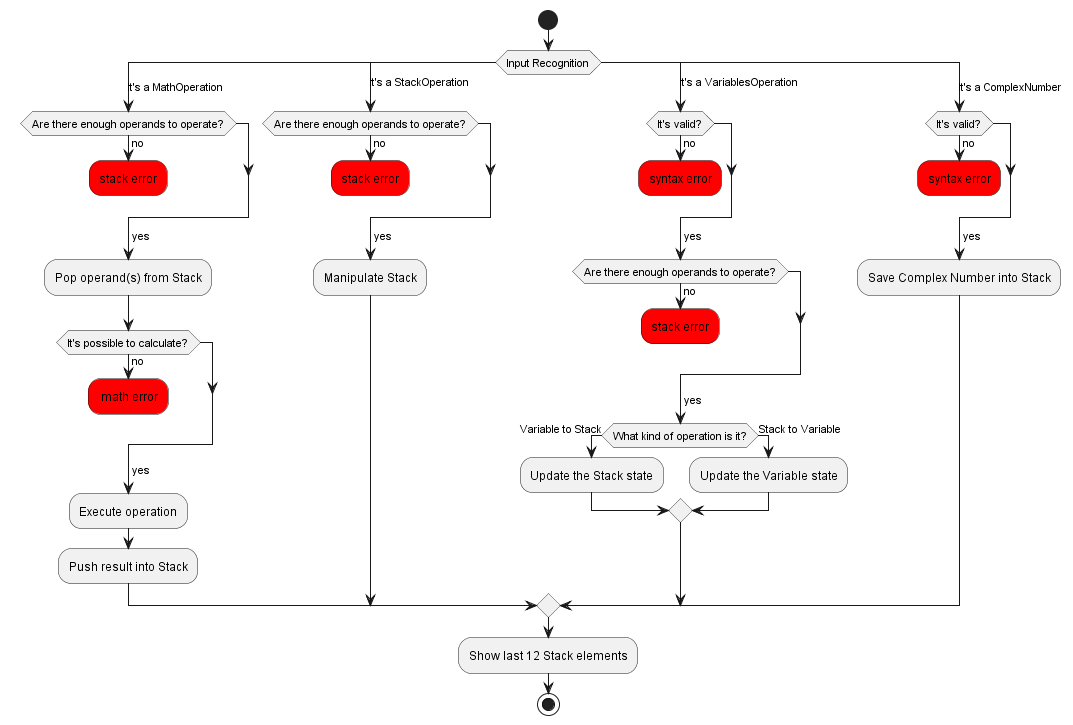 Input Recognition
t's a MathOperation
t's a StackOperation
t's a VariablesOperation
t's a ComplexNumber
Are there enough operands to operate?
Are there enough operands to operate?
It's valid?
It's valid?
no
no
no
no
stack error
stack error
syntax error
syntax error
yes
yes
yes
yes
Pop operand(s) from Stack
Manipulate Stack
Are there enough operands to operate?
Save Complex Number into Stack
no
stack error
It's possible to calculate?
no
math error
yes
Variable to Stack
What kind of operation is it?
Stack to Variable
yes
Update the Stack state
Update the Variable state
Execute operation
Push result into Stack
Show last 12 Stack elements